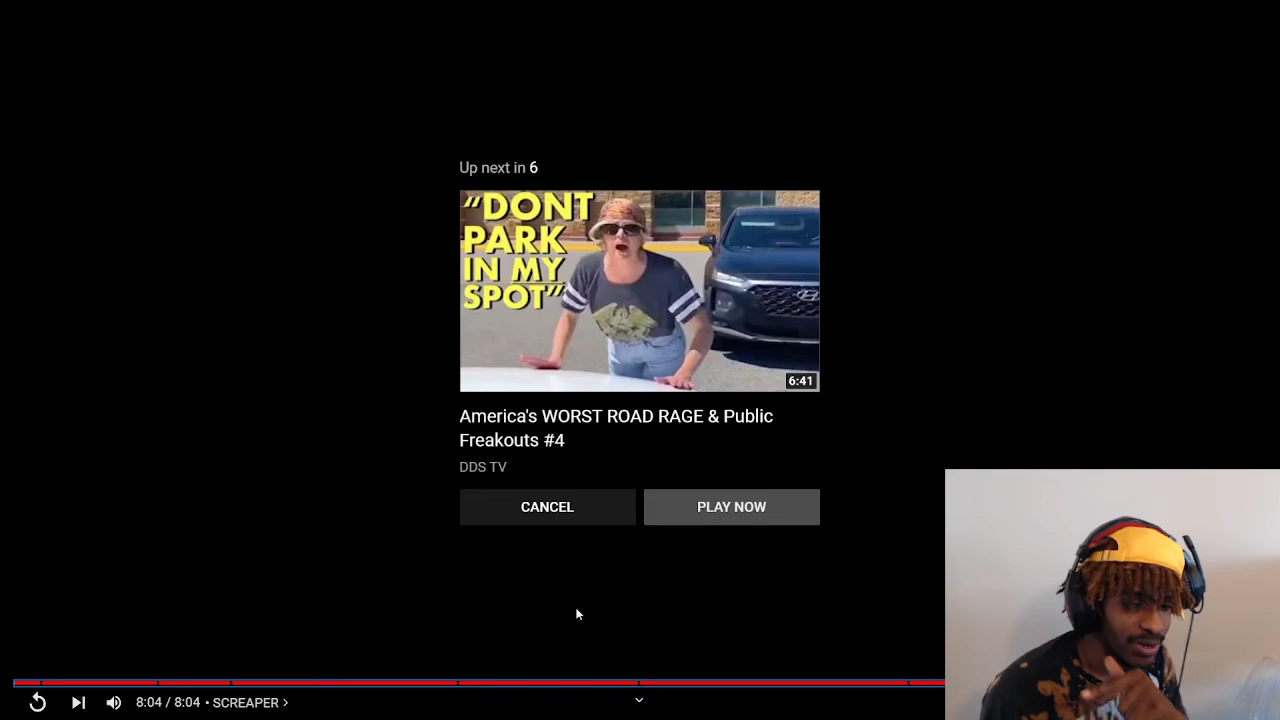 Up next in 6
"DONT
PARK
IN MY
SPOT"
6:41
America's WORST ROAD RAGE & Public
Freakouts #4
DDS TV
CANCEL
PLAY NOW
8:04 / 8:04 • SCREAPER >